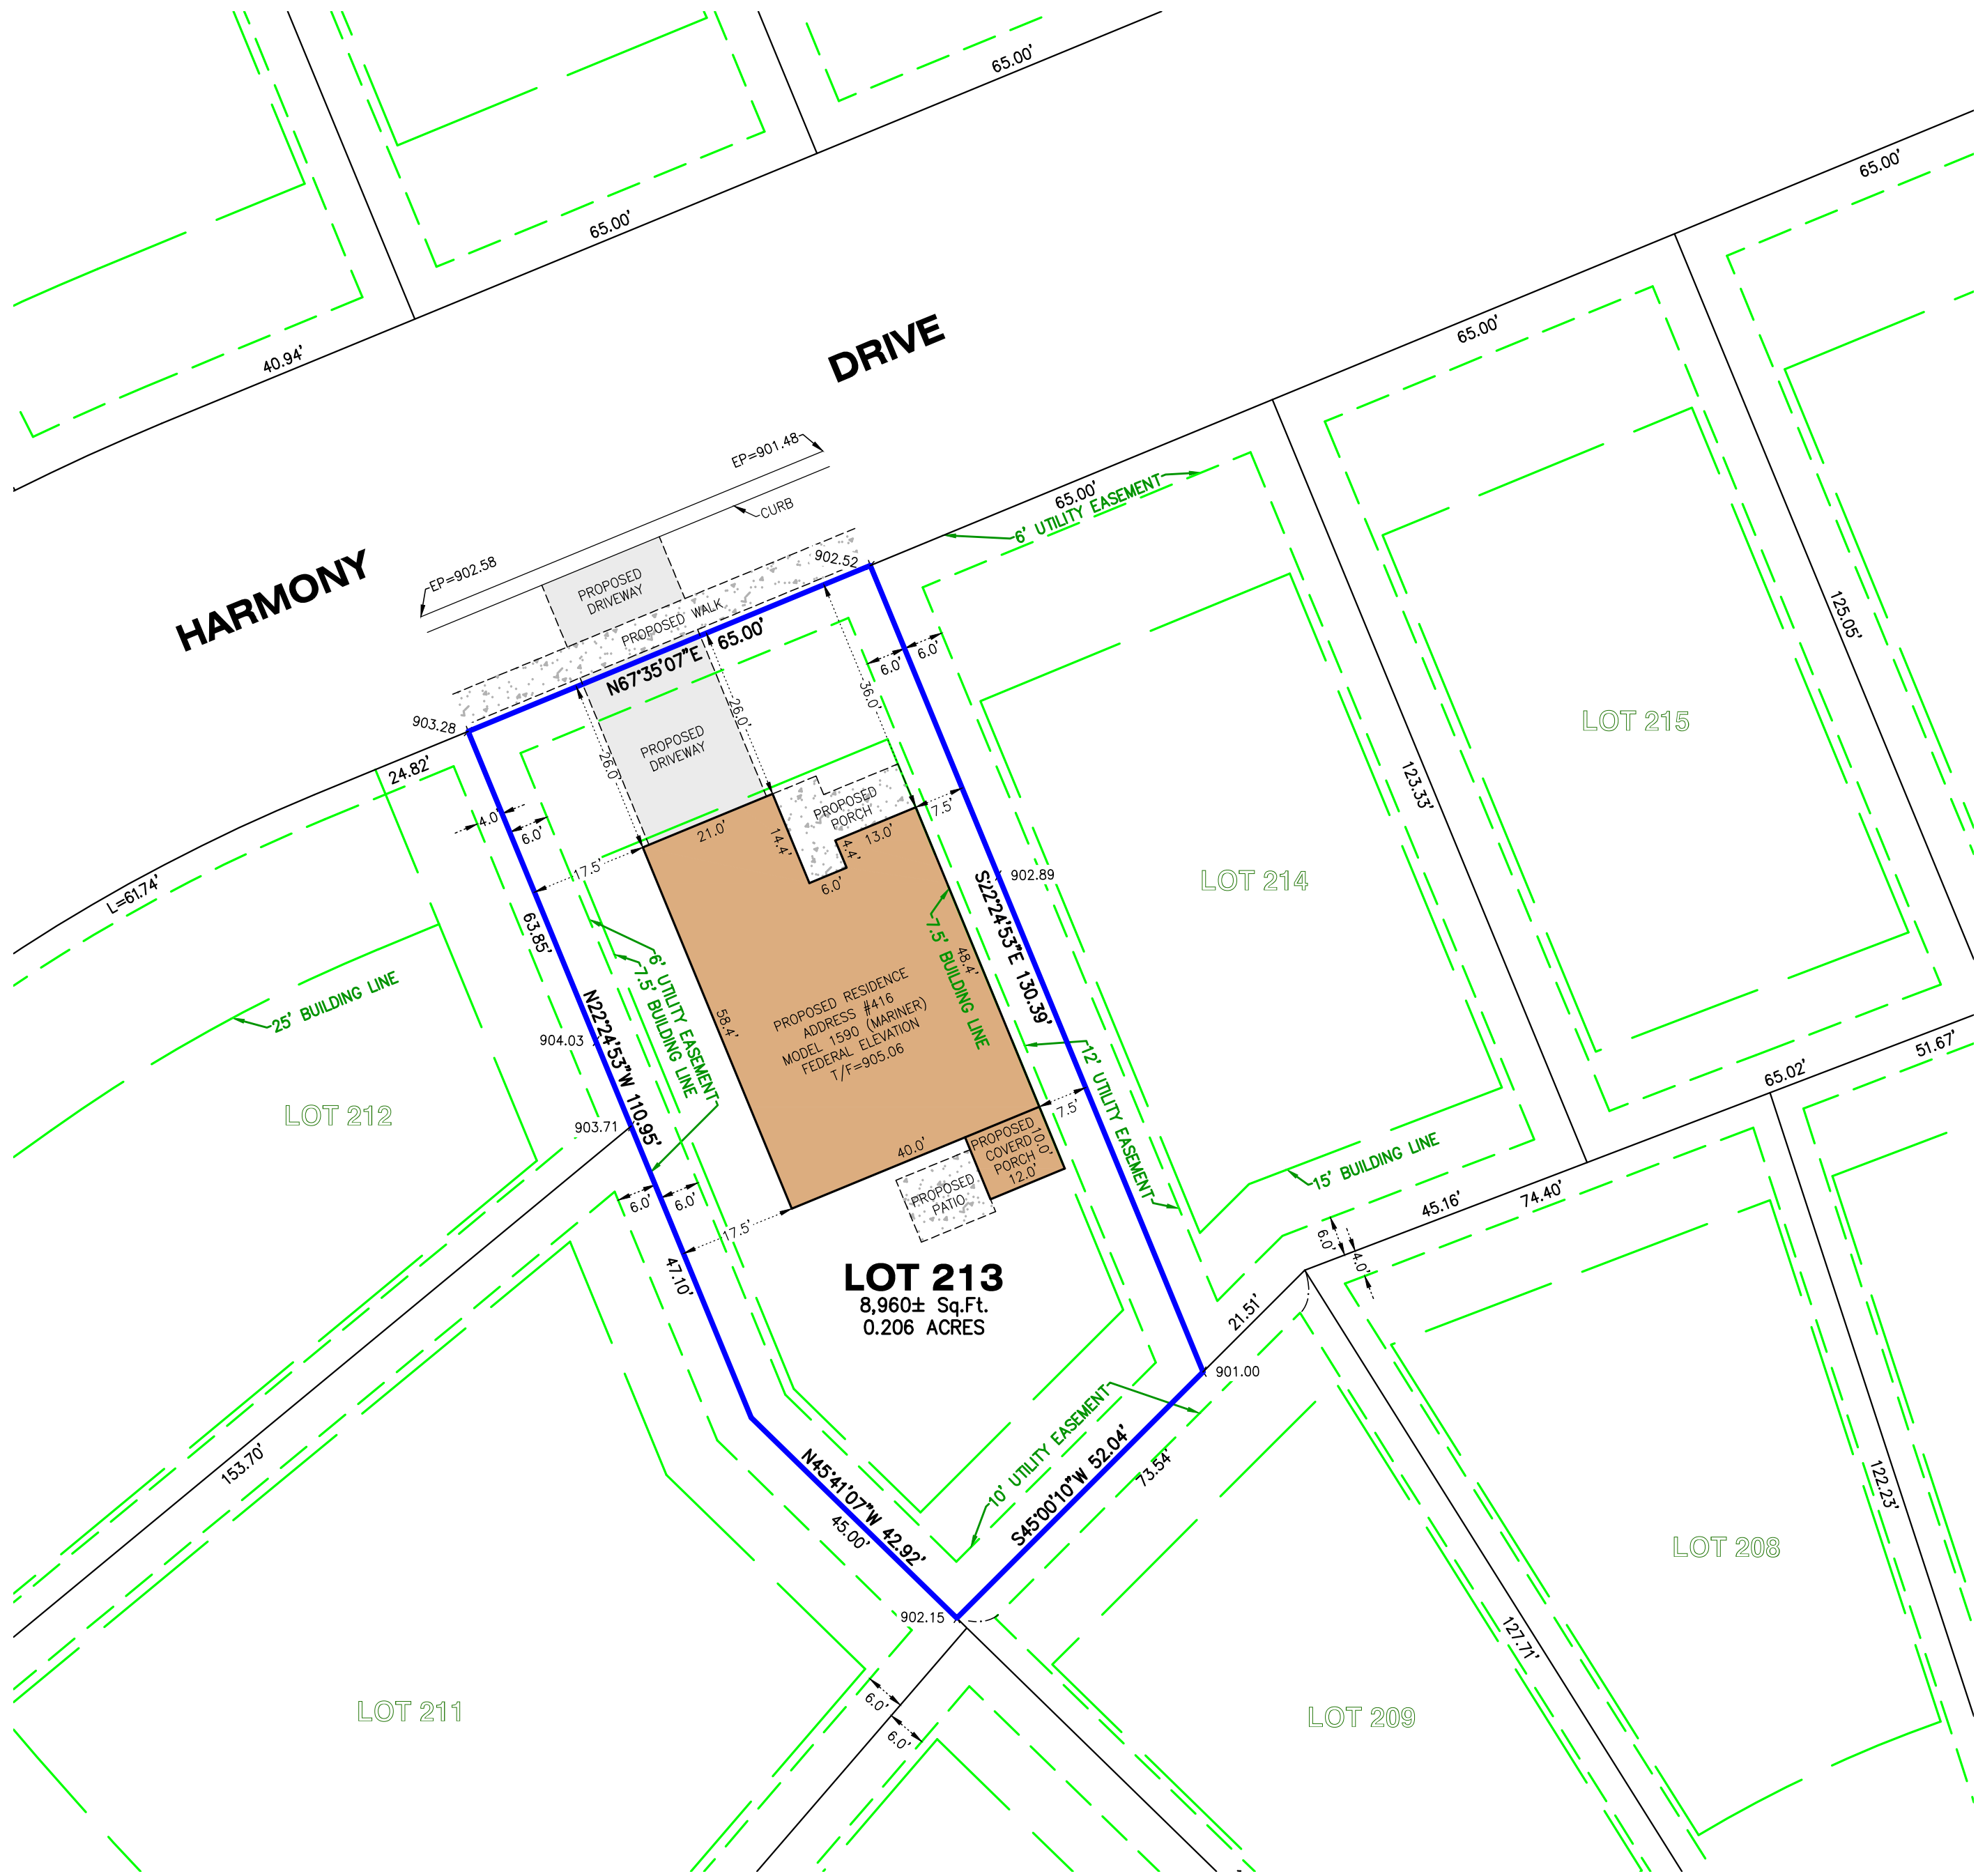 65.00'
65.00'
65.00'
40.94'
DRIVE
65.00'
EP=901.48
CURB
65.00'
6' UTILITY EASEMENT
HARMONY
EP=902.58
902.52
PROPOSED
DRIVEWAY
PROPOSED WALK
N67°35'07"E 65.00'
6.0'
6.0'
125.05'
903.28
36.0'
26.0'
26.0'
PROPOSED
DRIVEWAY
LOT 215
24.82'
123.33'
4.0'
6.0'
PROPOSED
PORCH
7.5'
21.0'
14.4'
13.0'
4.4'
6.0'
17.5'
L=61.74'
902.89
LOT 214
63.85'
S22°24'53"E 130.39'
7.5' BUILDING LINE
48.4'
6' UTILITY EASEMENT
7.5' BUILDING LINE
25' BUILDING LINE
PROPOSED RESIDENCE
ADDRESS #416
MODEL 1590 (MARINER)
FEDERAL ELEVATION
T/F=905.06
58.4'
904.03
N22°24'53"W 110.95'
12' UTILITY EASEMENT
51.67'
65.02'
LOT 212
903.71
7.5'
40.0'
PROPOSED
COVERD
PORCH
10.0'
12.0'
15' BUILDING LINE
PROPOSED
PATIO
6.0'
6.0'
17.5'
45.16'
74.40'
6.0'
4.0'
47.10'
LOT 213
8,960± Sq.Ft.
0.206 ACRES
21.51'
901.00
153.70'
10' UTILITY EASEMENT
N45°41'07"W 42.92'
45.00'
S45°00'10"W 52.04'
73.54'
122.23'
LOT 208
902.15
127.71'
LOT 211
6.0'
6.0'
LOT 209